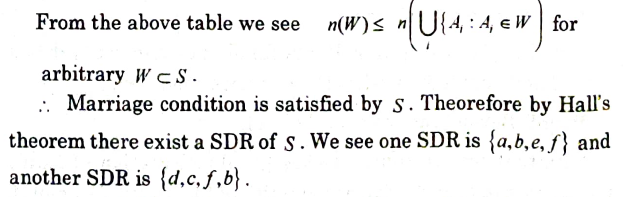 From the above table we see n(W) ≤ n(⋃{A_i : A_i ∈ W) for
i
arbitrary W ⊂ S.
∴ Marriage condition is satisfied by S. Theorefore by Hall's
theorem there exist a SDR of S. We see one SDR is {a,b,e,f} and
another SDR is {d,c,f,b}.